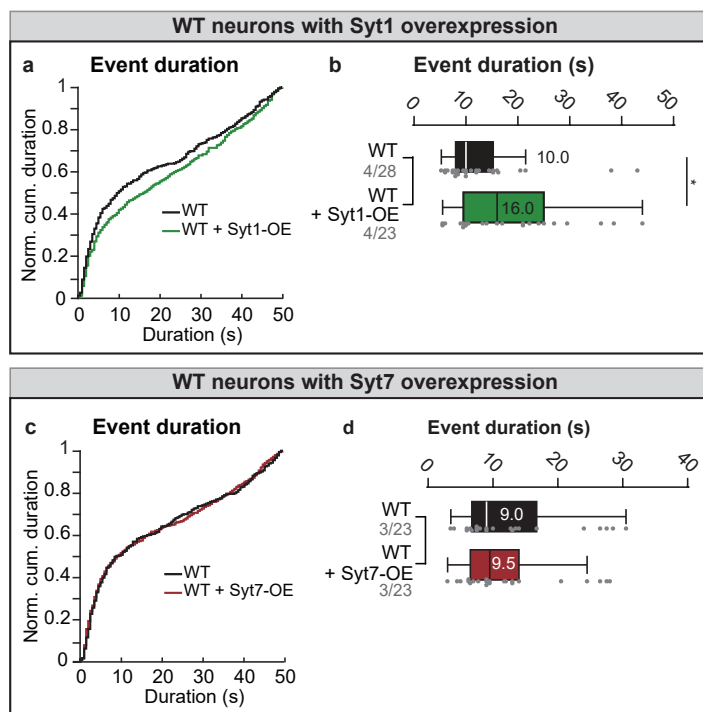 WT neurons with Syt1 overexpression
a Event duration
1
0.8
0.6
0.4
0.2
0
Norm. cum. duration
WT
WT + Syt1-OE
0 10 20 30 40 50
Duration (s)
b Event duration (s)
0 10 20 30 40 50
WT
4/28
10.0
WT
+ Syt1-OE
4/23
16.0
*
WT neurons with Syt7 overexpression
c Event duration
1
0.8
0.6
0.4
0.2
0
Norm. cum. duration
WT
WT + Syt7-OE
0 10 20 30 40 50
Duration (s)
d Event duration (s)
0 10 20 30 40
WT
3/23
9.0
WT
+ Syt7-OE
3/23
9.5